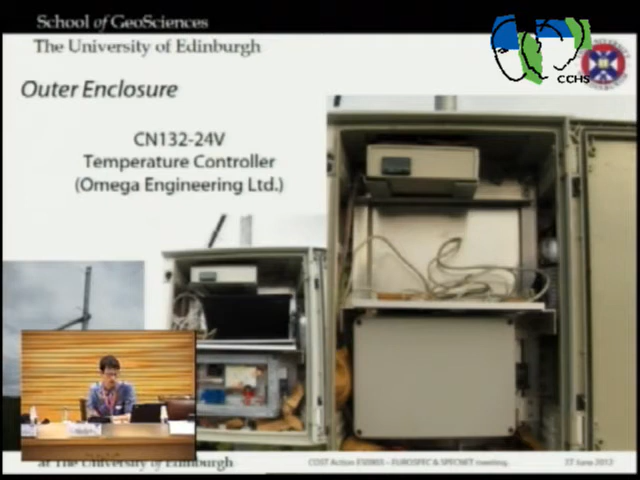 School of GeoSciences
The University of Edinburgh
CCHS
Outer Enclosure
CN132-24V
Temperature Controller
(Omega Engineering Ltd.)
at The University of Edinburgh
COST Action ES0903 – EUROSPEC & SPECNET meeting,
27 June 2012